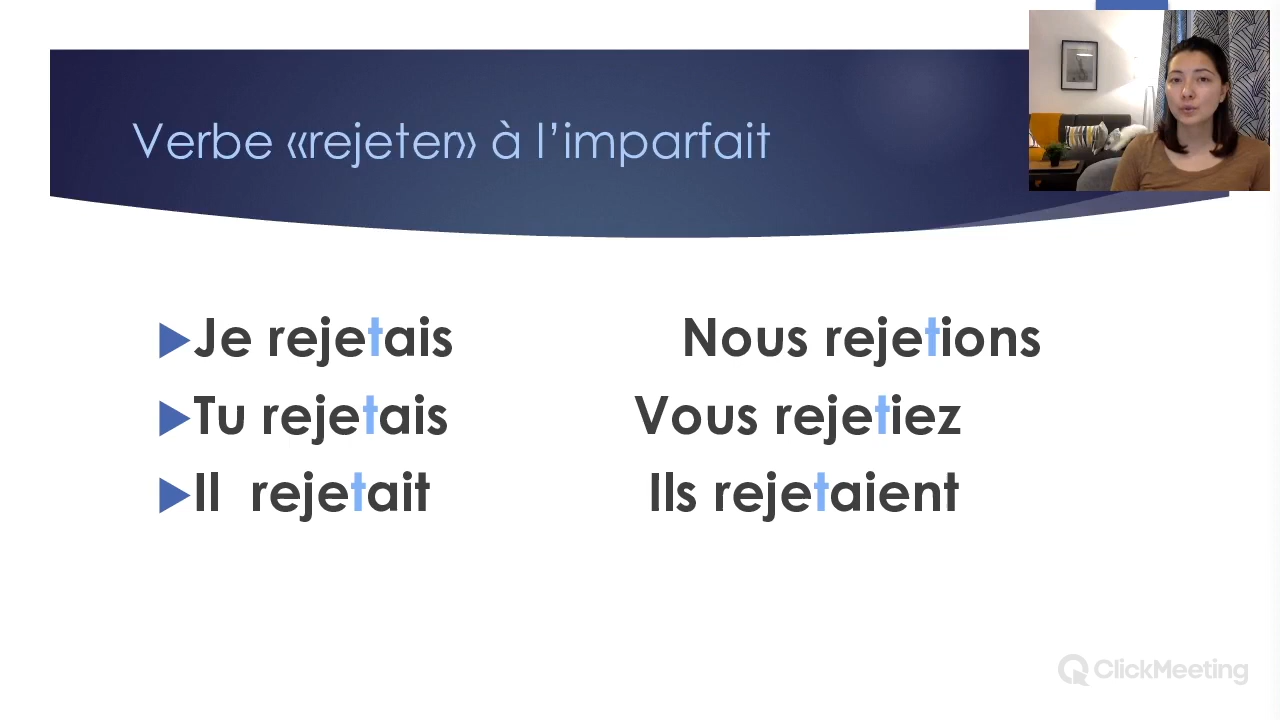 Verbe «rejeter» à l’imparfait
Je rejetais Nous rejetions
Tu rejetais Vous rejetiez
Il rejetait Ils rejetaient
ClickMeeting